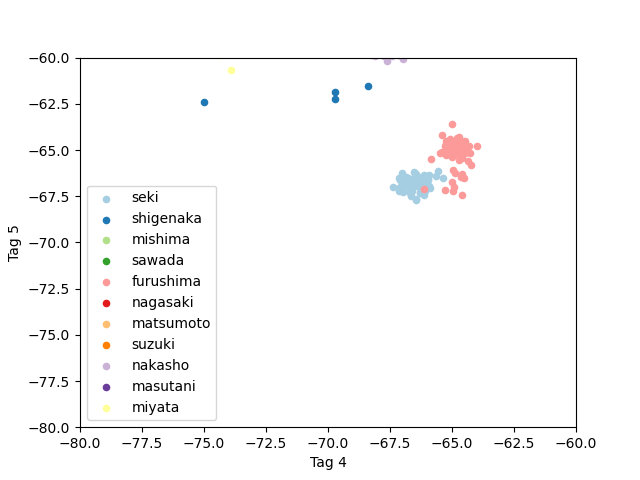 −60.0
−62.5
−65.0
−67.5
−70.0
−72.5
−75.0
−77.5
−80.0
Tag 5
seki
shigenaka
mishima
sawada
furushima
nagasaki
matsumoto
suzuki
nakasho
masutani
miyata
−80.0 −77.5 −75.0 −72.5 −70.0 −67.5 −65.0 −62.5 −60.0
Tag 4